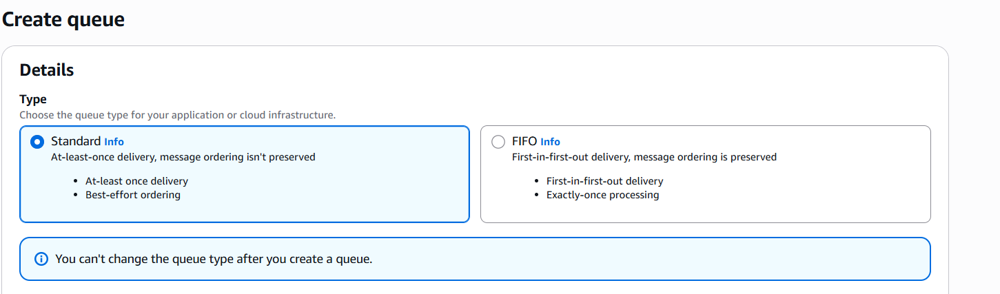 Create queue
Details
Type
Choose the queue type for your application or cloud infrastructure.
Standard Info
At-least-once delivery, message ordering isn't preserved
• At-least once delivery
• Best-effort ordering
FIFO Info
First-in-first-out delivery, message ordering is preserved
• First-in-first-out delivery
• Exactly-once processing
You can't change the queue type after you create a queue.